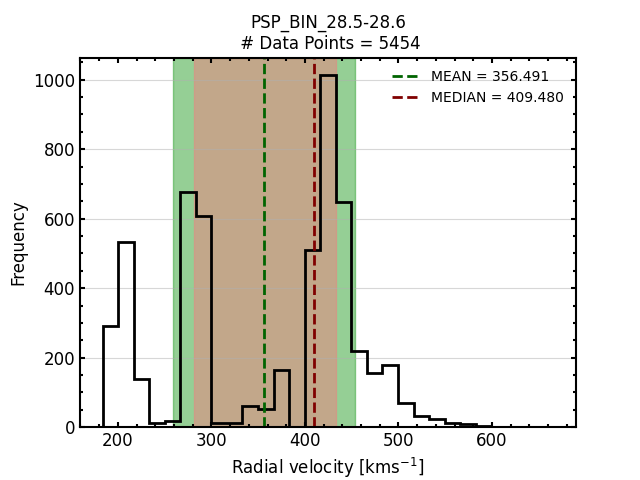 PSP_BIN_28.5-28.6
# Data Points = 5454
MEAN = 356.491
MEDIAN = 409.480
Frequency
1000
800
600
400
200
0
200 300 400 500 600
Radial velocity [kms⁻¹]